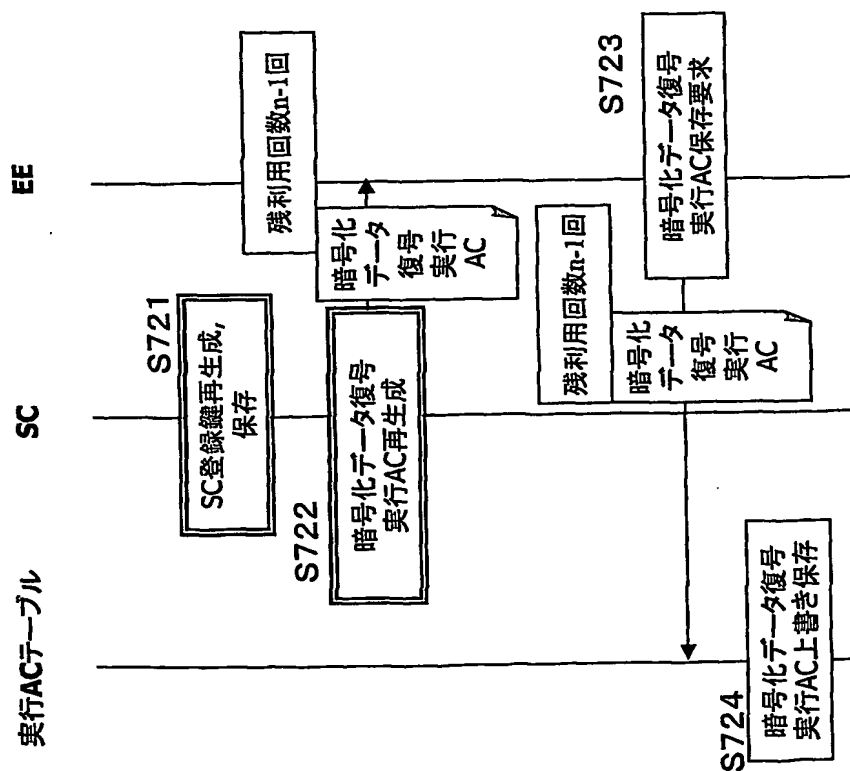 実行ACテーブル
SC
EE
S721
SC登録鍵再生成,
保存
S722
暗号化データ復号
実行AC再生成
残利用回数n-1回
暗号化
データ
復号
実行
AC
S723
暗号化データ復号
実行AC保存要求
残利用回数n-1回
暗号化
データ
復号
実行
AC
S724
暗号化データ復号
実行AC上書き保存